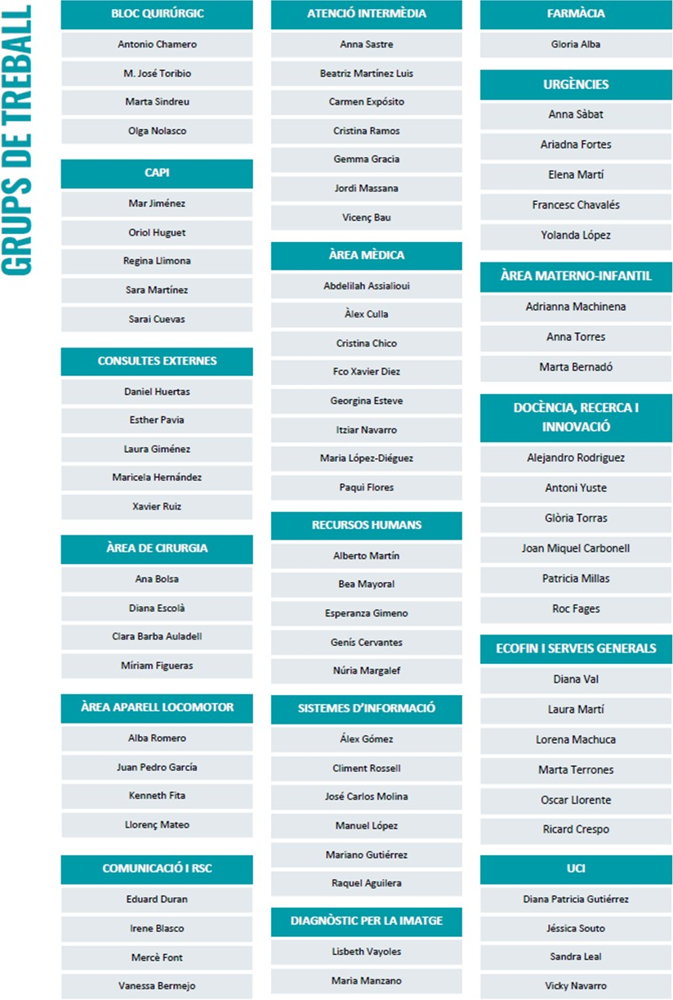 GRUPS DE TREBALL
BLOC QUIRÚRGIC
Antonio Chamero
M. José Toribio
Marta Sindreu
Olga Nolasco
CAPI
Mar Jiménez
Oriol Huguet
Regina Llimona
Sara Martínez
Sarai Cuevas
CONSULTES EXTERNES
Daniel Huertas
Esther Pavia
Laura Giménez
Maricela Hernández
Xavier Ruiz
ÀREA DE CIRURGIA
Ana Bolsa
Diana Escolà
Clara Barba Auladell
Míriam Figueras
ÀREA APARELL LOCOMOTOR
Alba Romero
Juan Pedro García
Kenneth Fita
Llorenç Mateo
COMUNICACIÓ I RSC
Eduard Duran
Irene Blasco
Mercè Font
Vanessa Bermejo
ATENCIÓ INTERMÈDIA
Anna Sastre
Beatriz Martínez Luis
Carmen Expósito
Cristina Ramos
Gemma Gracia
Jordi Massana
Vicenç Bau
ÀREA MÈDICA
Abdelilah Assialioui
Àlex Culla
Cristina Chico
Fco Xavier Diez
Georgina Esteve
Itziar Navarro
Maria López-Diéguez
Paqui Flores
RECURSOS HUMANS
Alberto Martín
Bea Mayoral
Esperanza Gimeno
Genís Cervantes
Núria Margalef
SISTEMES D'INFORMACIÓ
Álex Gómez
Climent Rossell
José Carlos Molina
Manuel López
Mariano Gutiérrez
Raquel Aguilera
DIAGNÒSTIC PER LA IMATGE
Lisbeth Vayoles
Maria Manzano
FARMÀCIA
Gloria Alba
URGÈNCIES
Anna Sàbat
Ariadna Fortes
Elena Martí
Francesc Chavalés
Yolanda López
ÀREA MATERNO-INFANTIL
Adrianna Machinena
Anna Torres
Marta Bernadó
DOCÈNCIA, RECERCA I
INNOVACIÓ
Alejandro Rodriguez
Antoni Yuste
Glòria Torras
Joan Miquel Carbonell
Patricia Millas
Roc Fages
ECOFIN I SERVEIS GENERALS
Diana Val
Laura Martí
Lorena Machuca
Marta Terrones
Oscar Llorente
Ricard Crespo
UCI
Diana Patricia Gutiérrez
Jéssica Souto
Sandra Leal
Vicky Navarro